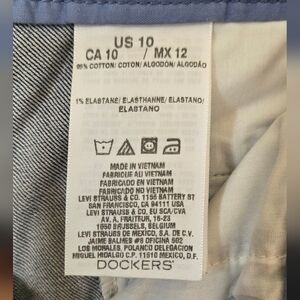 US 10
CA 10 / MX 12
99% COTTON/ COTON/ ALGODÓN/ ALGODÃO
1% ELASTANE/ ELASTHANNE/ ELASTANO/
ELASTANO
MADE IN VIETNAM
FABRIQUE AU VIETNAM
FABRICADO EN VIETNAM
FABRICADO NO VIETNAM
LEVI STRAUSS & CO 1155 BATTERY ST
SAN FRANCISCO, CA 94111 USA
LEVI STRAUSS & CO, EU SCA/CVA
AV. A. FRAITEUR, 15-23
1050 BRUSSELS, BELGIUM
LEVI STRAUSS DE MEXICO, S.A. DE C.V.
JAIME BALMES #8 OFICINA 602
LOS MORALES, POLANCO DELEGACION
MIGUEL HIDALGO C.P. 11510 MEXICO, D.F.
DOCKERS